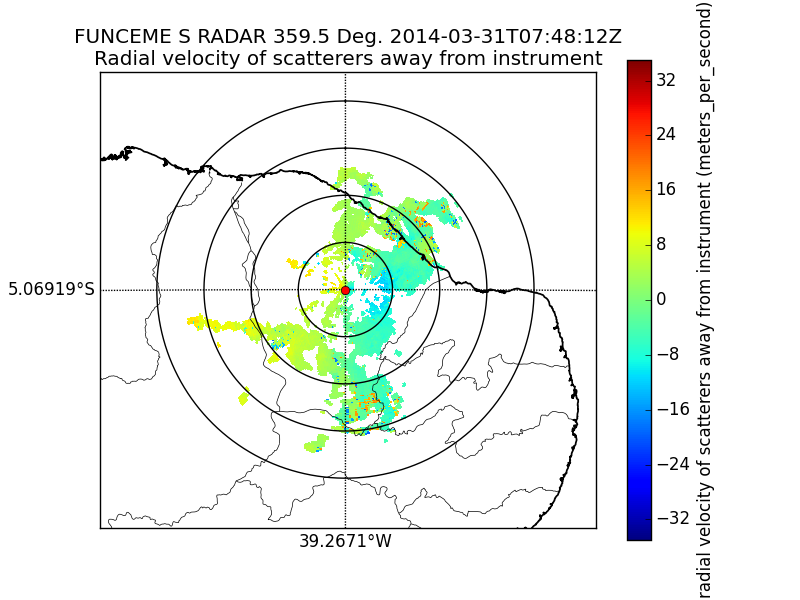 FUNCEME S RADAR 359.5 Deg. 2014-03-31T07:48:12Z
Radial velocity of scatterers away from instrument
5.06919°S
39.2671°W
32
24
16
8
0
−8
−16
−24
−32
radial velocity of scatterers away from instrument (meters_per_second)